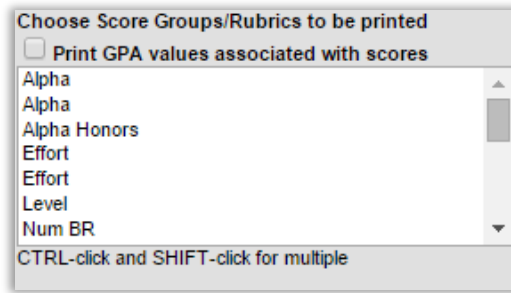 Choose Score Groups/Rubrics to be printed
Print GPA values associated with scores
Alpha
Alpha
Alpha Honors
Effort
Effort
Level
Num BR
CTRL-click and SHIFT-click for multiple